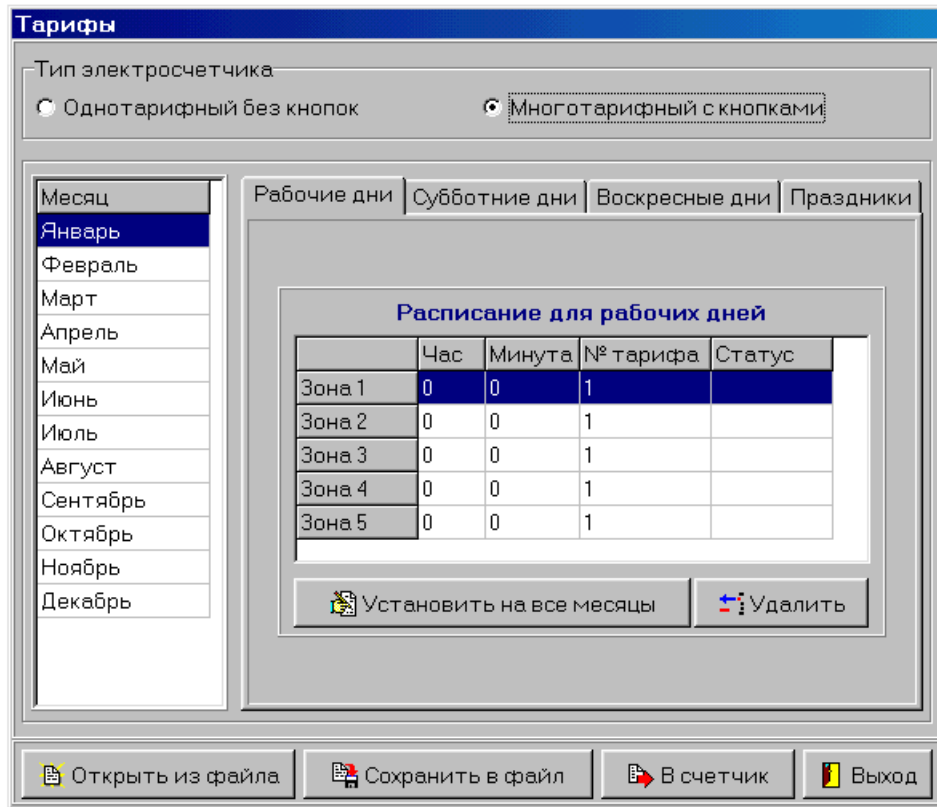 Тарифы
Тип электросчетчика
Однотарифный без кнопок
Многотарифный с кнопками
Месяц
Январь
Февраль
Март
Апрель
Май
Июнь
Июль
Август
Сентябрь
Октябрь
Ноябрь
Декабрь
Рабочие дни Субботние дни Воскресные дни Праздники
Расписание для рабочих дней
Час Минута № тарифа Статус
Зона 1 0 0 1
Зона 2 0 0 1
Зона 3 0 0 1
Зона 4 0 0 1
Зона 5 0 0 1
Установить на все месяцы Удалить
Открыть из файла Сохранить в файл В счетчик Выход